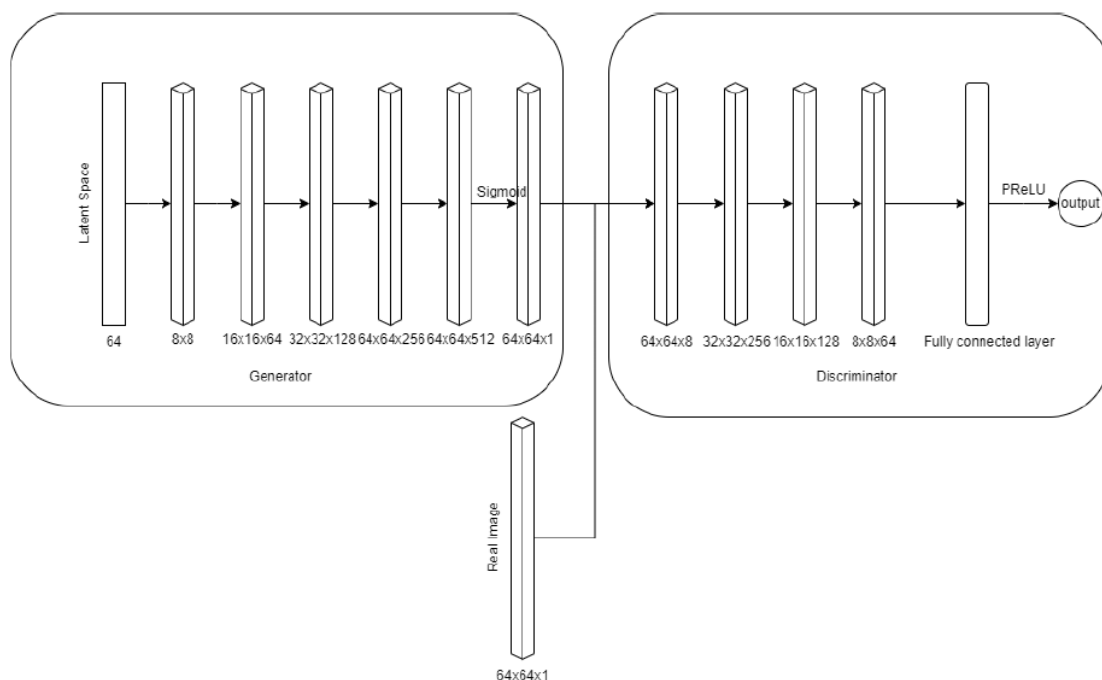 Latent Space
64
8x8
16x16x64
32x32x128
64x64x256
64x64x512
Sigmoid
64x64x1
Generator
Real Image
64x64x1
64x64x8
32x32x256
16x16x128
8x8x64
Fully connected layer
PReLU
output
Discriminator